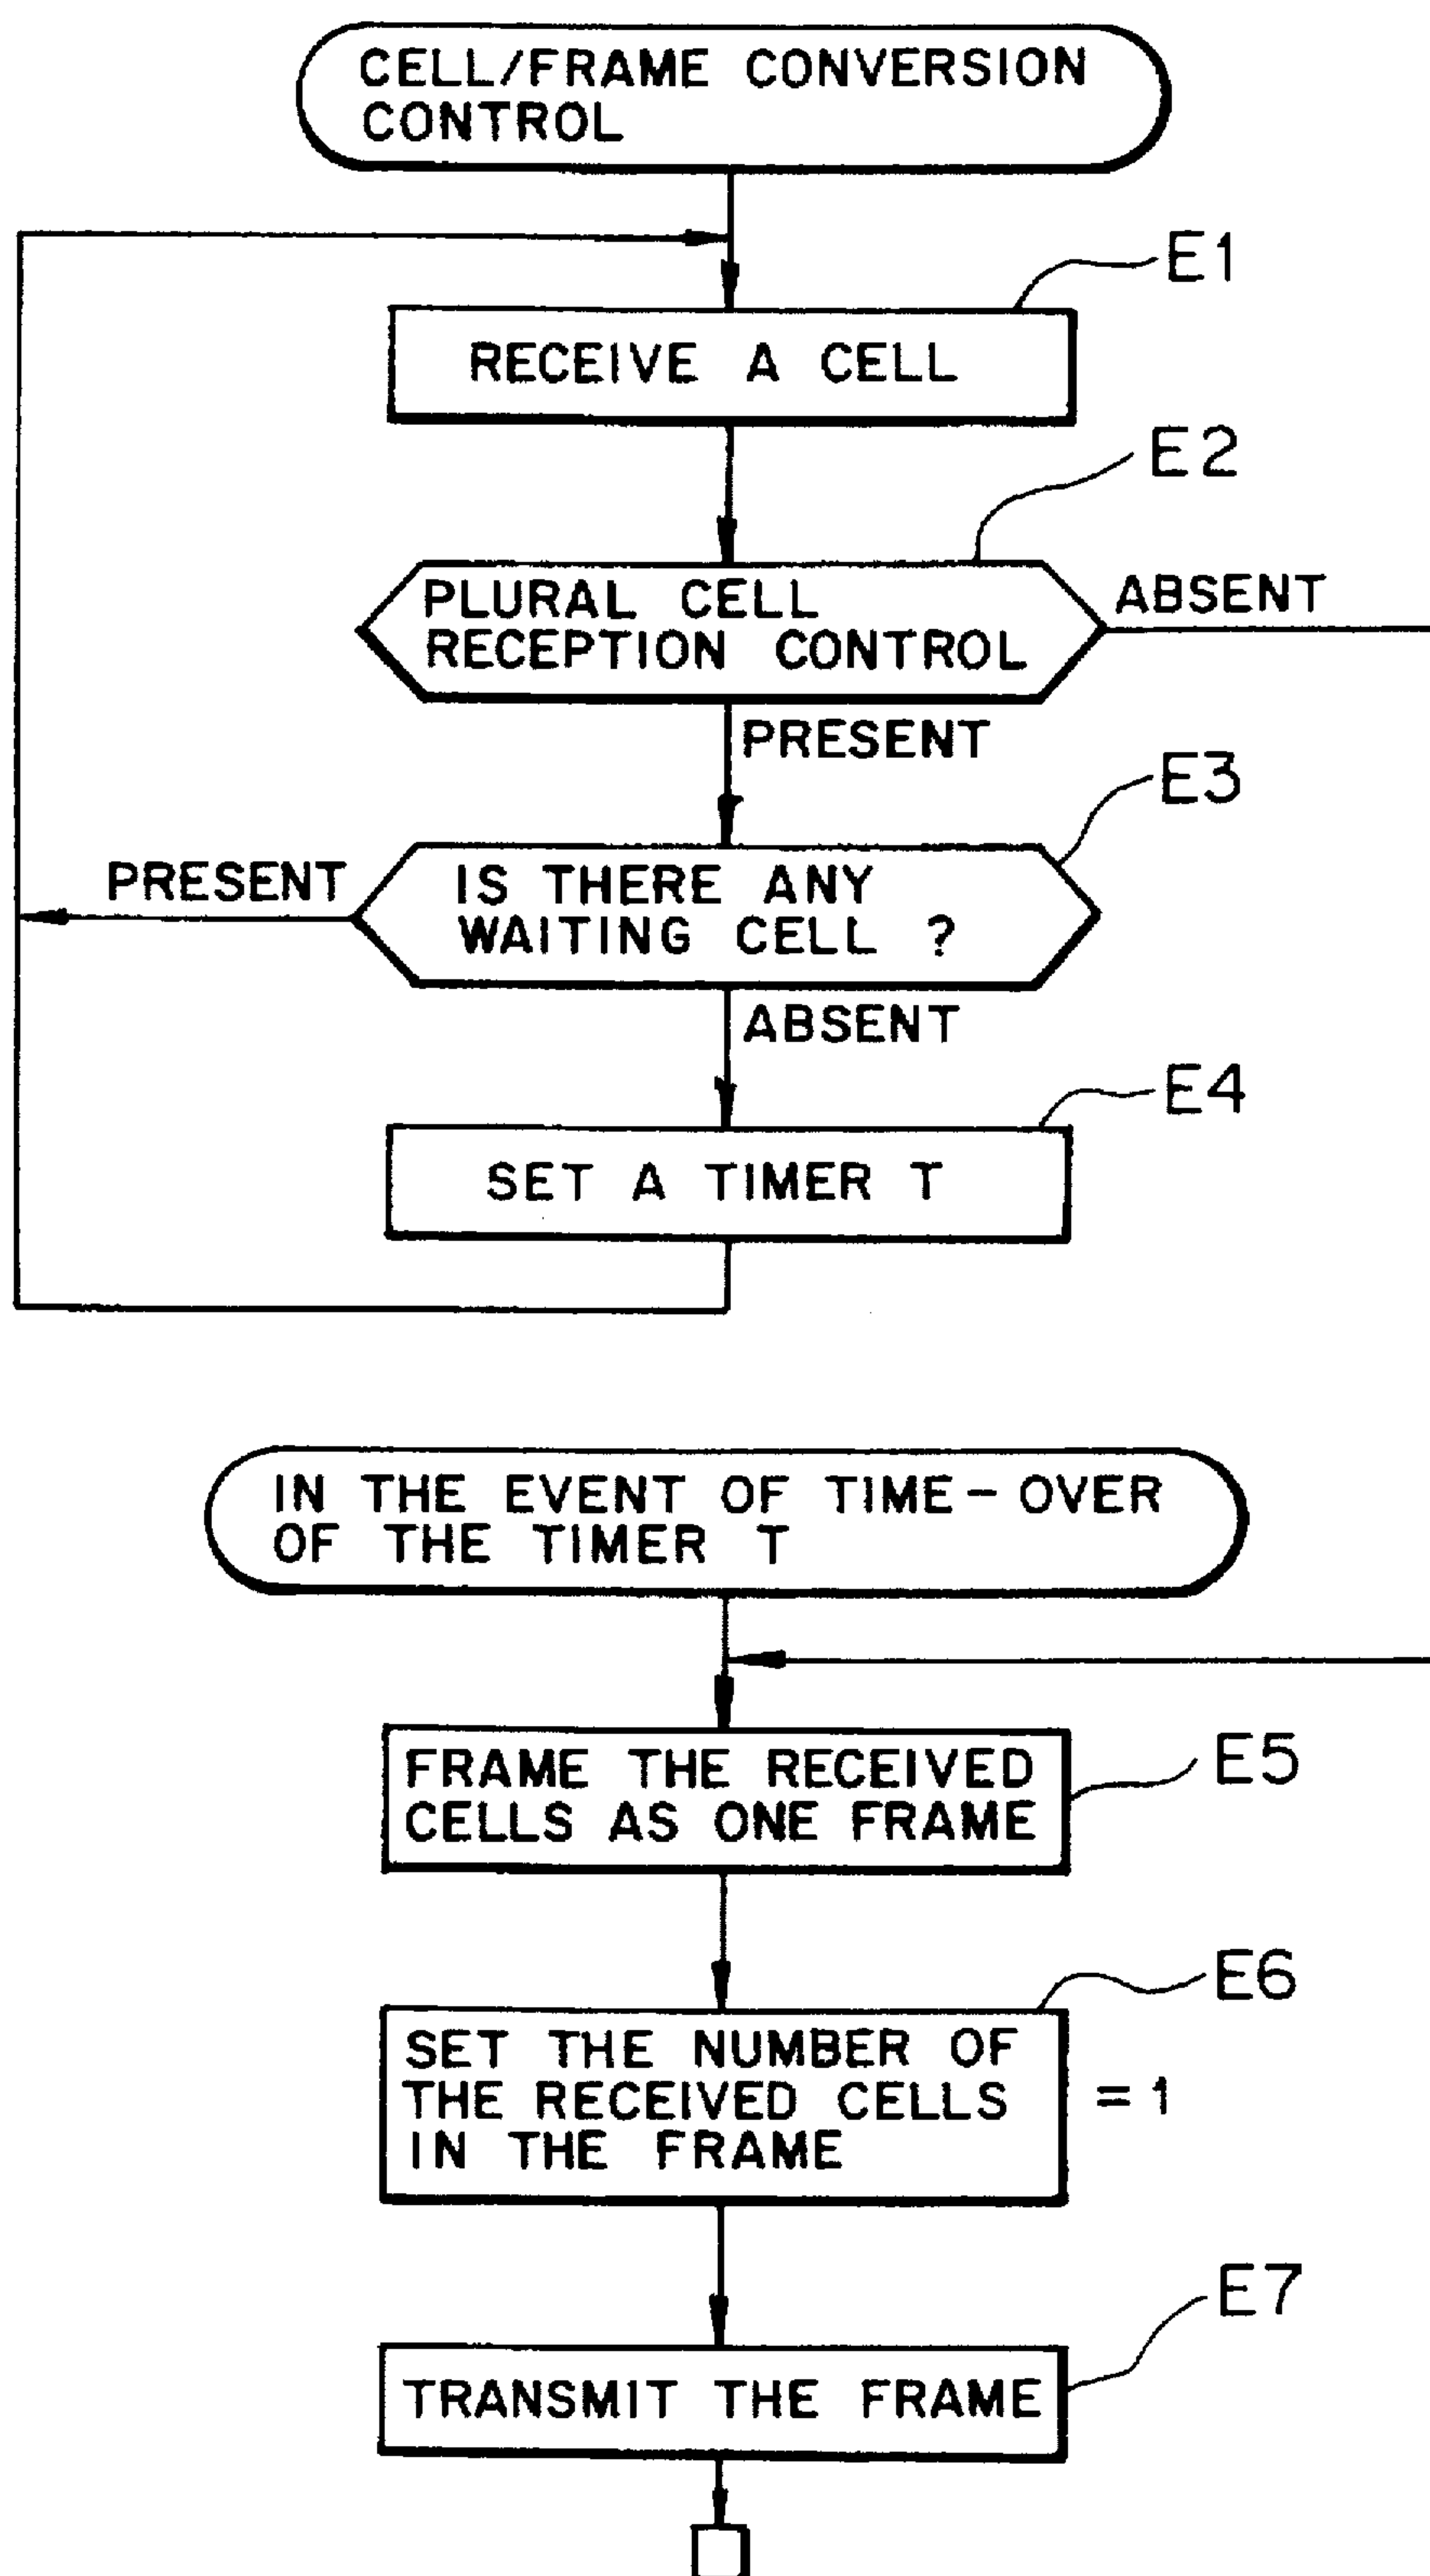 CELL/FRAME CONVERSION
CONTROL
E1
RECEIVE A CELL
E2
PLURAL CELL
RECEPTION CONTROL
ABSENT
PRESENT
E3
PRESENT
IS THERE ANY
WAITING CELL ?
ABSENT
E4
SET A TIMER T
IN THE EVENT OF TIME-OVER
OF THE TIMER T
FRAME THE RECEIVED
CELLS AS ONE FRAME
E5
E6
SET THE NUMBER OF
THE RECEIVED CELLS
IN THE FRAME
= 1
E7
TRANSMIT THE FRAME